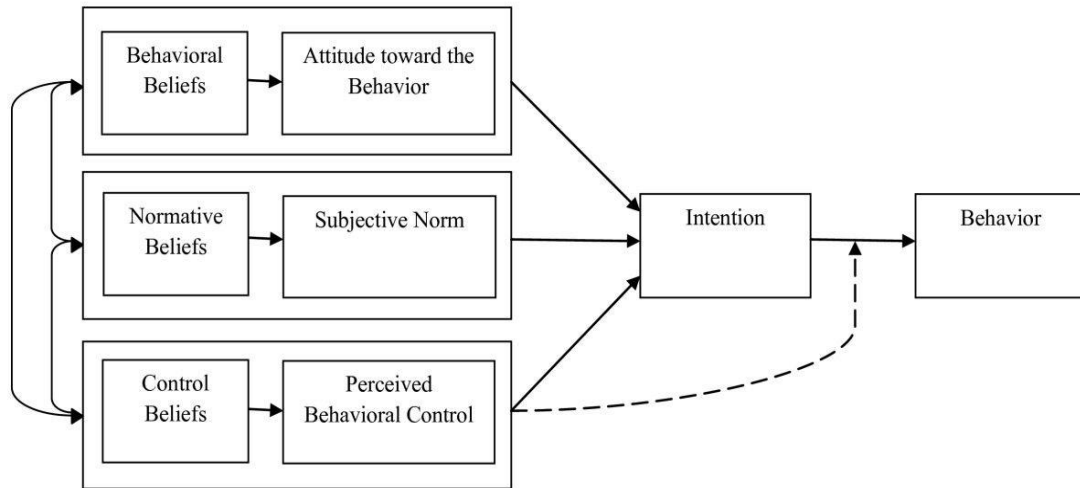 Behavioral
Beliefs
Attitude toward the
Behavior
Normative
Beliefs
Subjective Norm
Control
Beliefs
Perceived
Behavioral Control
Intention
Behavior